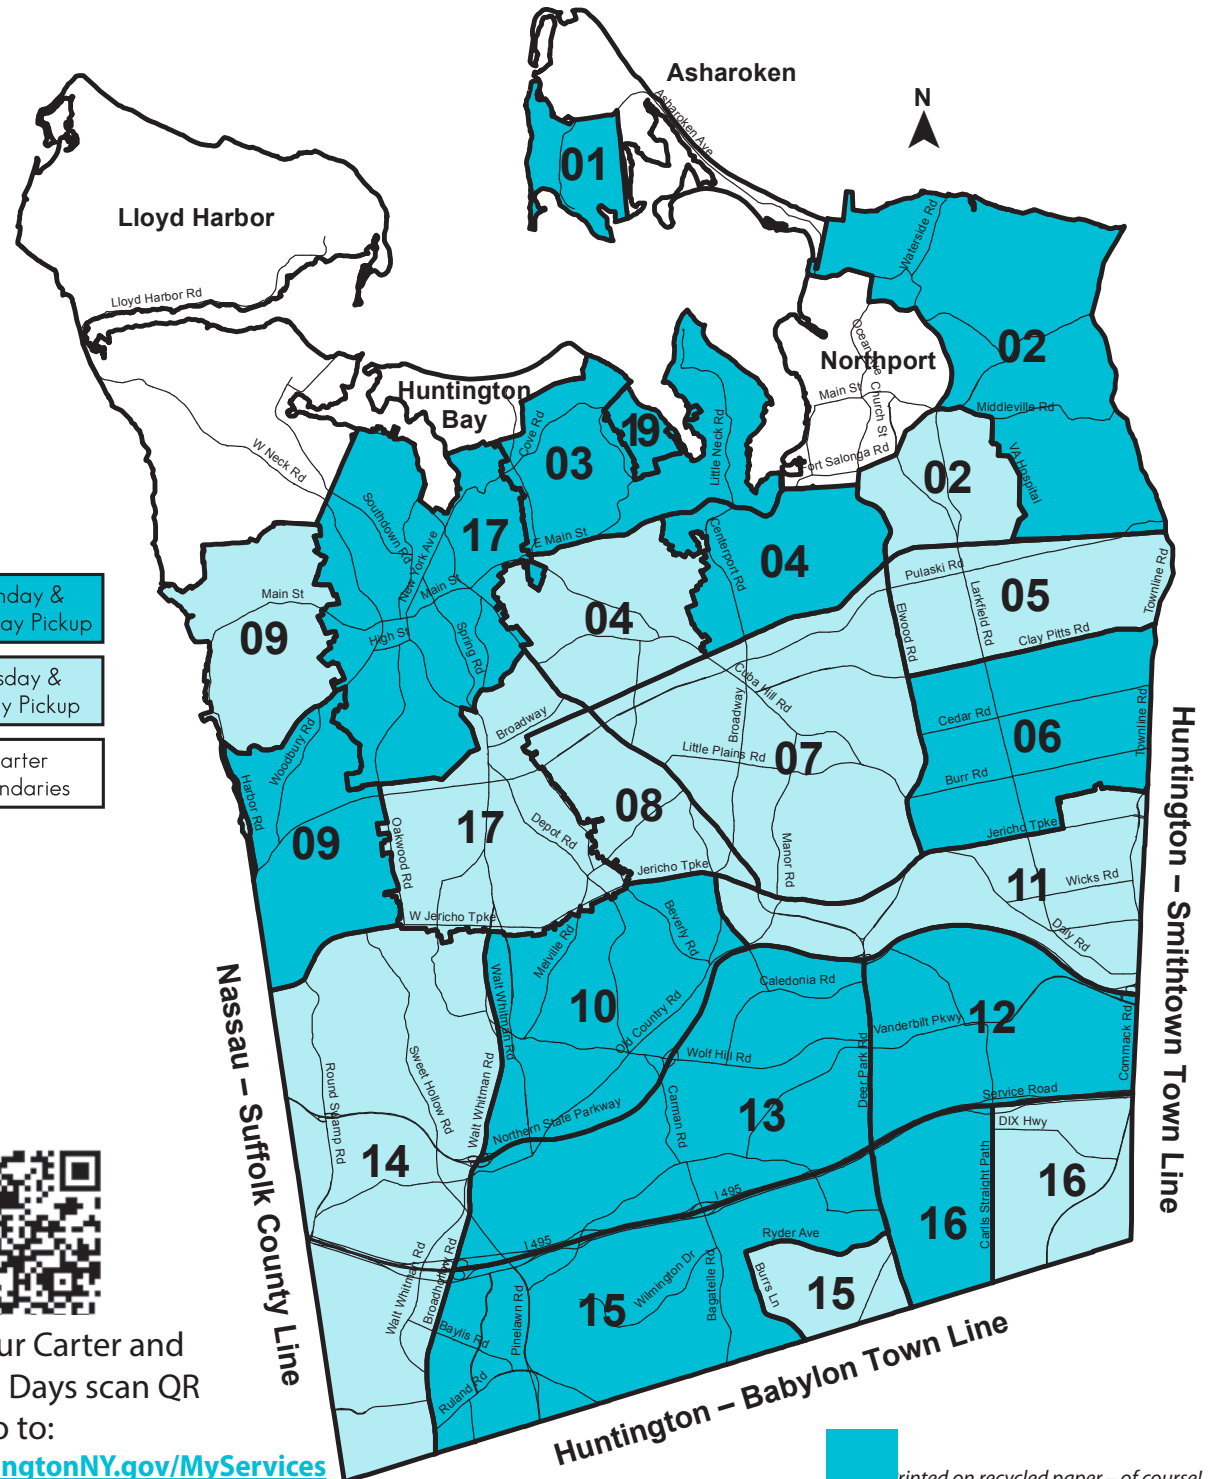 Asharoken
N
Asharoken Ave
01
Lloyd Harbor
Waterside Rd
Lloyd Harbor Rd
Ocean Ave
02
Northport
Huntington
Bay
Main St
Church St
Middleville Rd
Cove Rd
19
Little Neck Rd
W Neck Rd
03
Fort Salonga Rd
VA Hospital
02
Southdown Rd
New York Ave
17
E Main St
Centerport Rd
04
Pulaski Rd
Townline Rd
nday &
ay Pickup
Main St
Main St
05
Larkfield Rd
Elwood Rd
04
High St
Spring Rd
09
Clay Pitts Rd
sday &
y Pickup
Cuba Hill Rd
Broadway
Broadway
Cedar Rd
Townline Rd
06
Woodbury Rd
Little Plains Rd
07
arter
ndaries
Burr Rd
Harbor Rd
08
17
Depot Rd
Jericho Tpke
09
Oakwood Rd
Manor Rd
Jericho Tpke
11
Wicks Rd
W Jericho Tpke
Beverly Rd
Daly Rd
Melville Rd
Walt Whitman Rd
Caledonia Rd
10
Old Country Rd
Vanderbilt Pkwy
12
Commack Rd
Wolf Hill Rd
Deer Park Rd
Sweet Hollow Rd
Round Swamp Rd
Walt Whitman Rd
Northern State Parkway
Carman Rd
13
Service Road
DIX Hwy
14
Carlls Straight Path
16
I 495
16
Ryder Ave
I 495
Walt Whitman Rd
Broadhollow Rd
Wilmington Dr
Bagatelle Rd
Burrs Ln
15
15
Pinelawn Rd
Baylis Rd
Ruland Rd
Nassau – Suffolk County Line
Huntington – Smithtown Town Line
Huntington – Babylon Town Line
ur Carter and
Days scan QR
o to:
ngtonNY.gov/MyServices
rinted on recycled paper – of course!